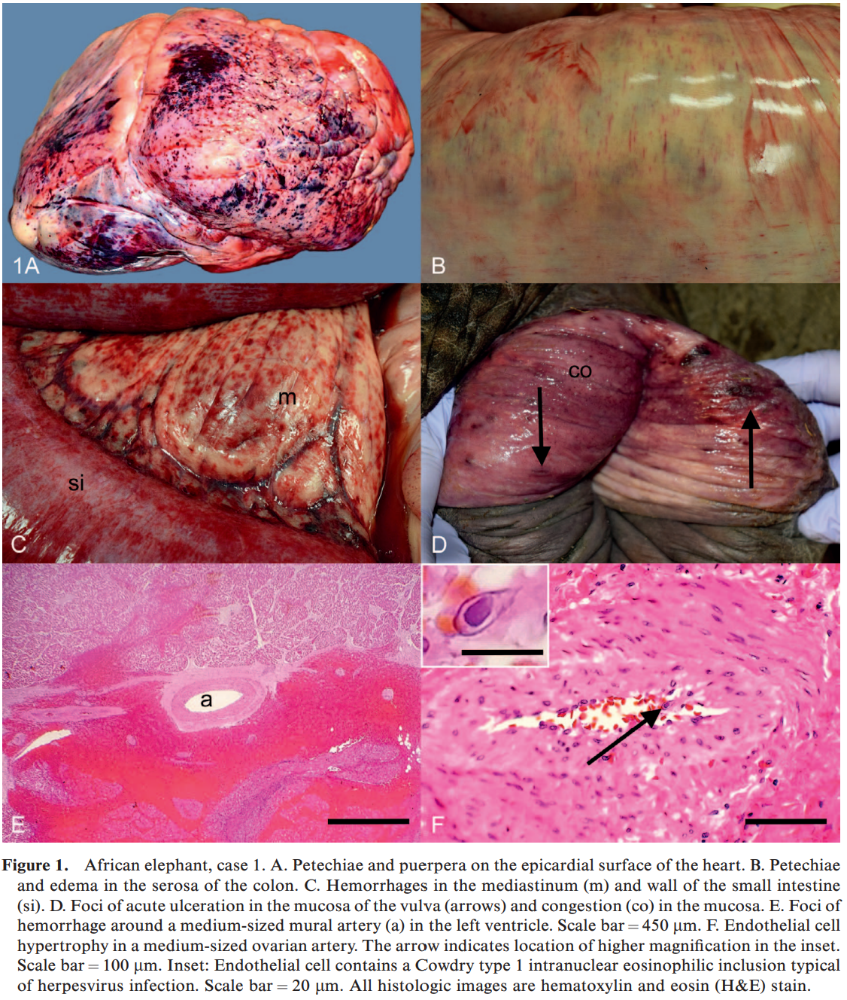 1A
B
m
si
C
co
D
a
E
F
Figure 1. African elephant, case 1. A. Petechiae and puerpera on the epicardial surface of the heart. B. Petechiae
and edema in the serosa of the colon. C. Hemorrhages in the mediastinum (m) and wall of the small intestine
(si). D. Foci of acute ulceration in the mucosa of the vulva (arrows) and congestion (co) in the mucosa. E. Foci of
hemorrhage around a medium-sized mural artery (a) in the left ventricle. Scale bar = 450 μm. F. Endothelial cell
hypertrophy in a medium-sized ovarian artery. The arrow indicates location of higher magnification in the inset.
Scale bar = 100 μm. Inset: Endothelial cell contains a Cowdry type 1 intranuclear eosinophilic inclusion typical
of herpesvirus infection. Scale bar = 20 μm. All histologic images are hematoxylin and eosin (H&E) stain.